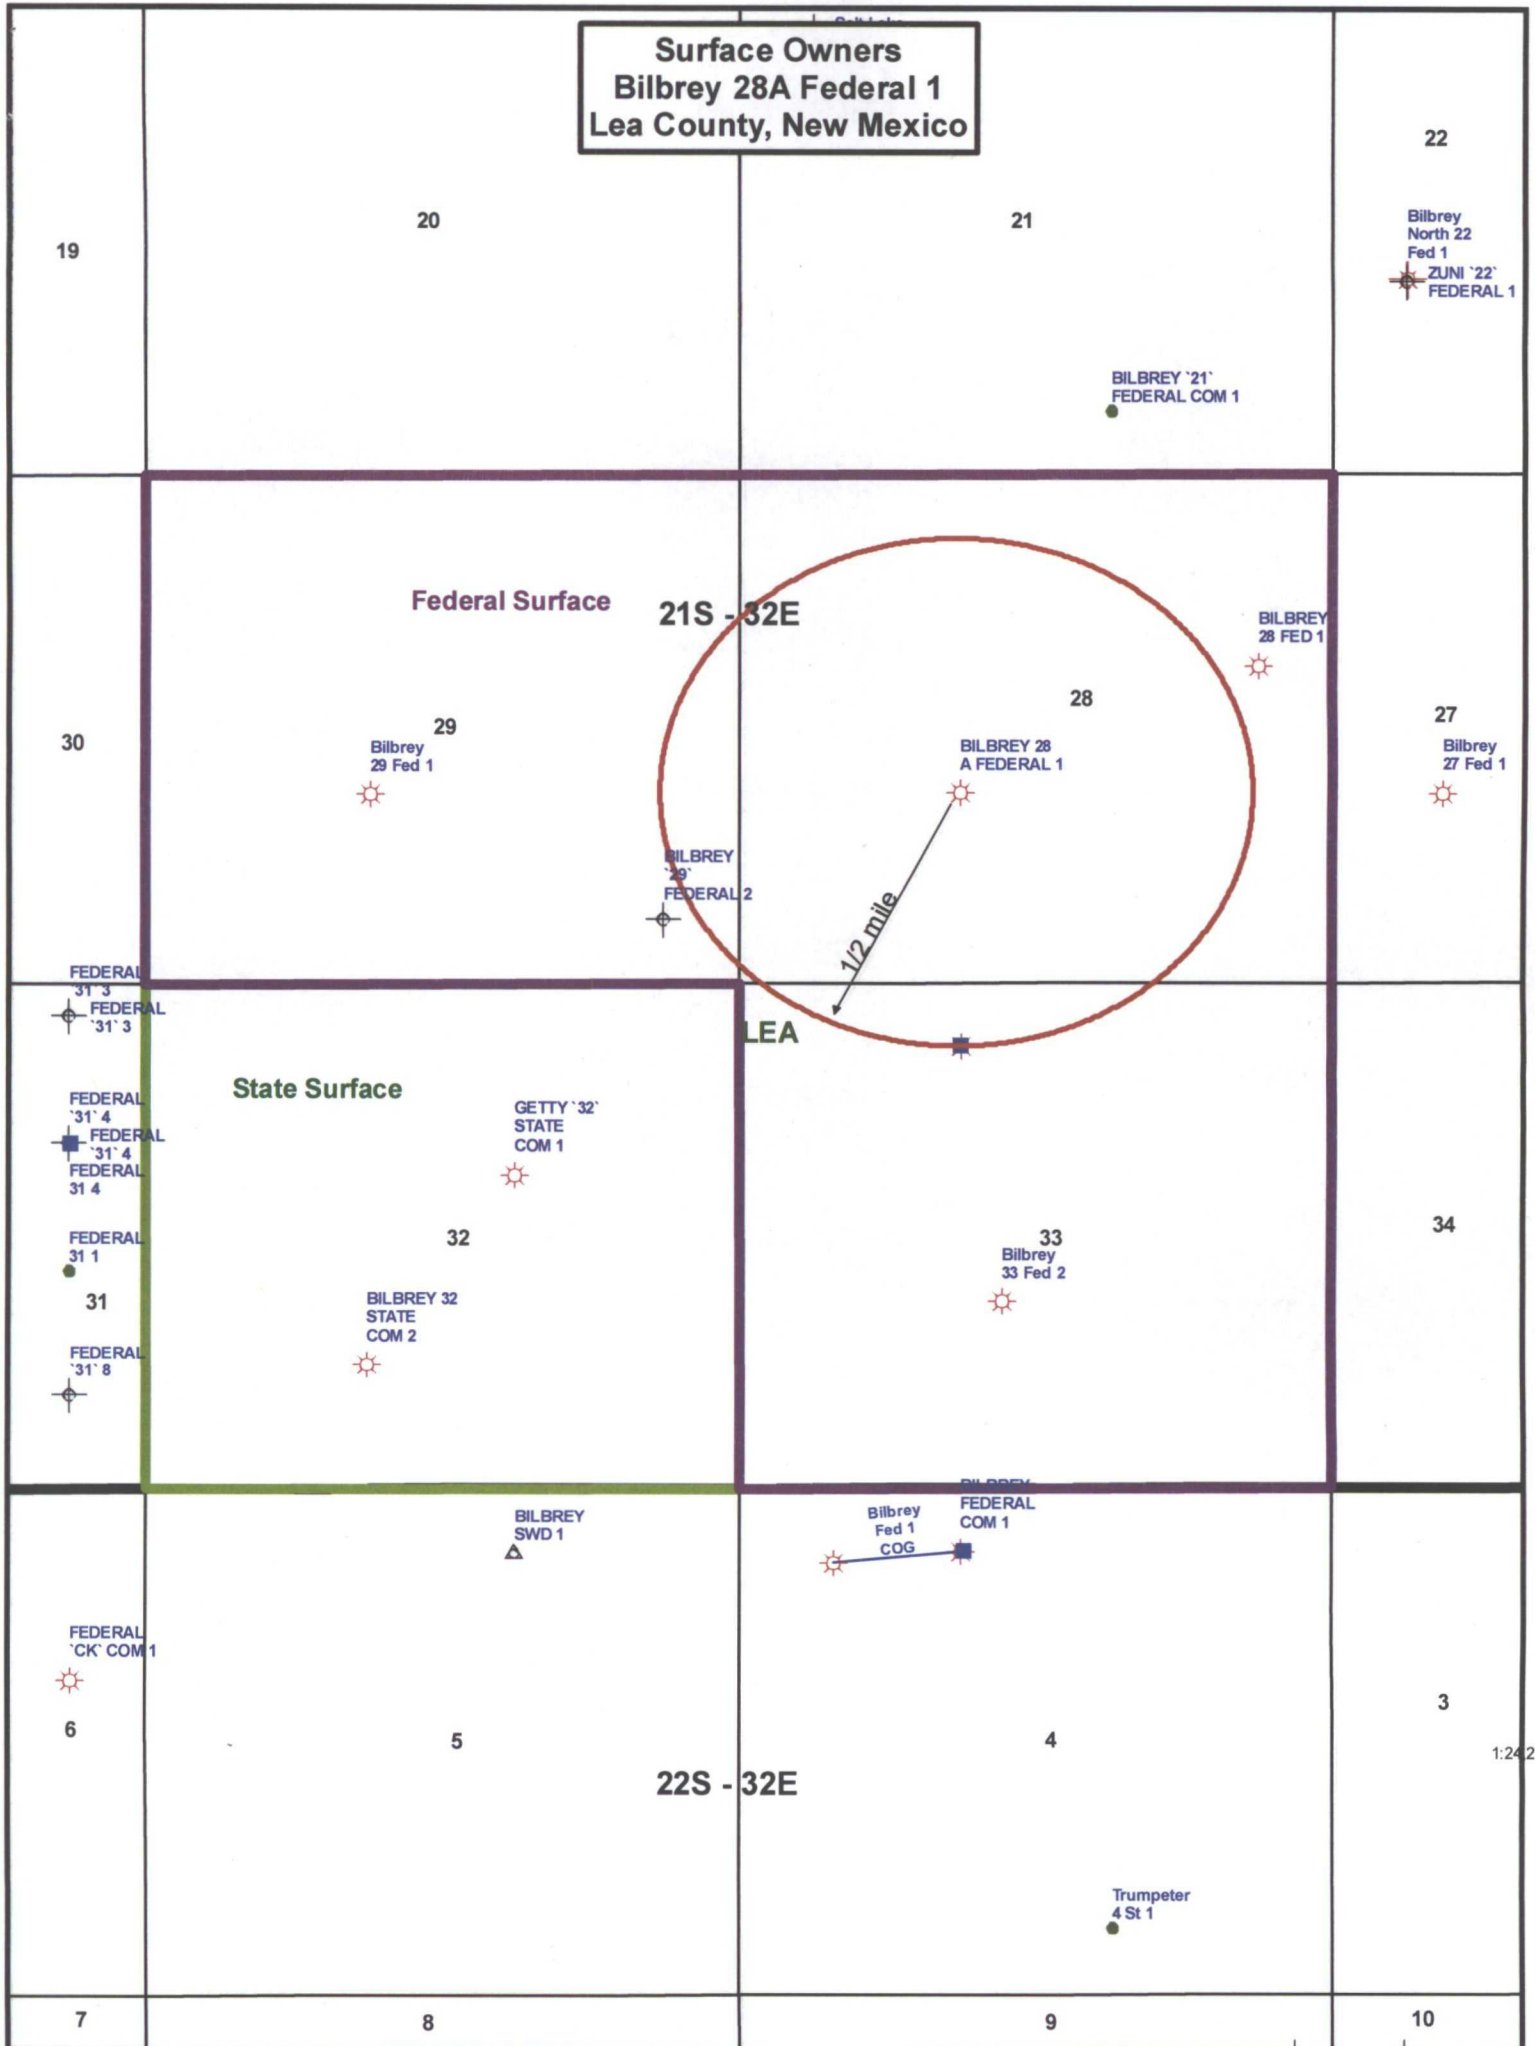 Surface Owners
Bilbrey 28A Federal 1
Lea County, New Mexico
22
20
21
19
Bilbrey
North 22
Fed 1
ZUNI `22`
FEDERAL 1
BILBREY `21`
FEDERAL COM 1
Federal Surface
21S - 32E
BILBREY
28 FED 1
28
29
27
30
Bilbrey
29 Fed 1
BILBREY 28
A FEDERAL 1
Bilbrey
27 Fed 1
BILBREY
`29`
FEDERAL 2
1/2 mile
FEDERAL
`31` 3
FEDERAL
`31` 3
LEA
State Surface
FEDERAL
`31` 4
FEDERAL
`31` 4
FEDERAL
31 4
GETTY `32`
STATE
COM 1
32
33
34
FEDERAL
31 1
31
Bilbrey
33 Fed 2
BILBREY 32
STATE
COM 2
FEDERAL
`31` 8
BILBREY
SWD 1
Bilbrey
Fed 1
COG
BILBREY
FEDERAL
COM 1
FEDERAL
`CK` COM 1
6
5
4
3
1:24,2
22S - 32E
Trumpeter
4 St 1
7
8
9
10